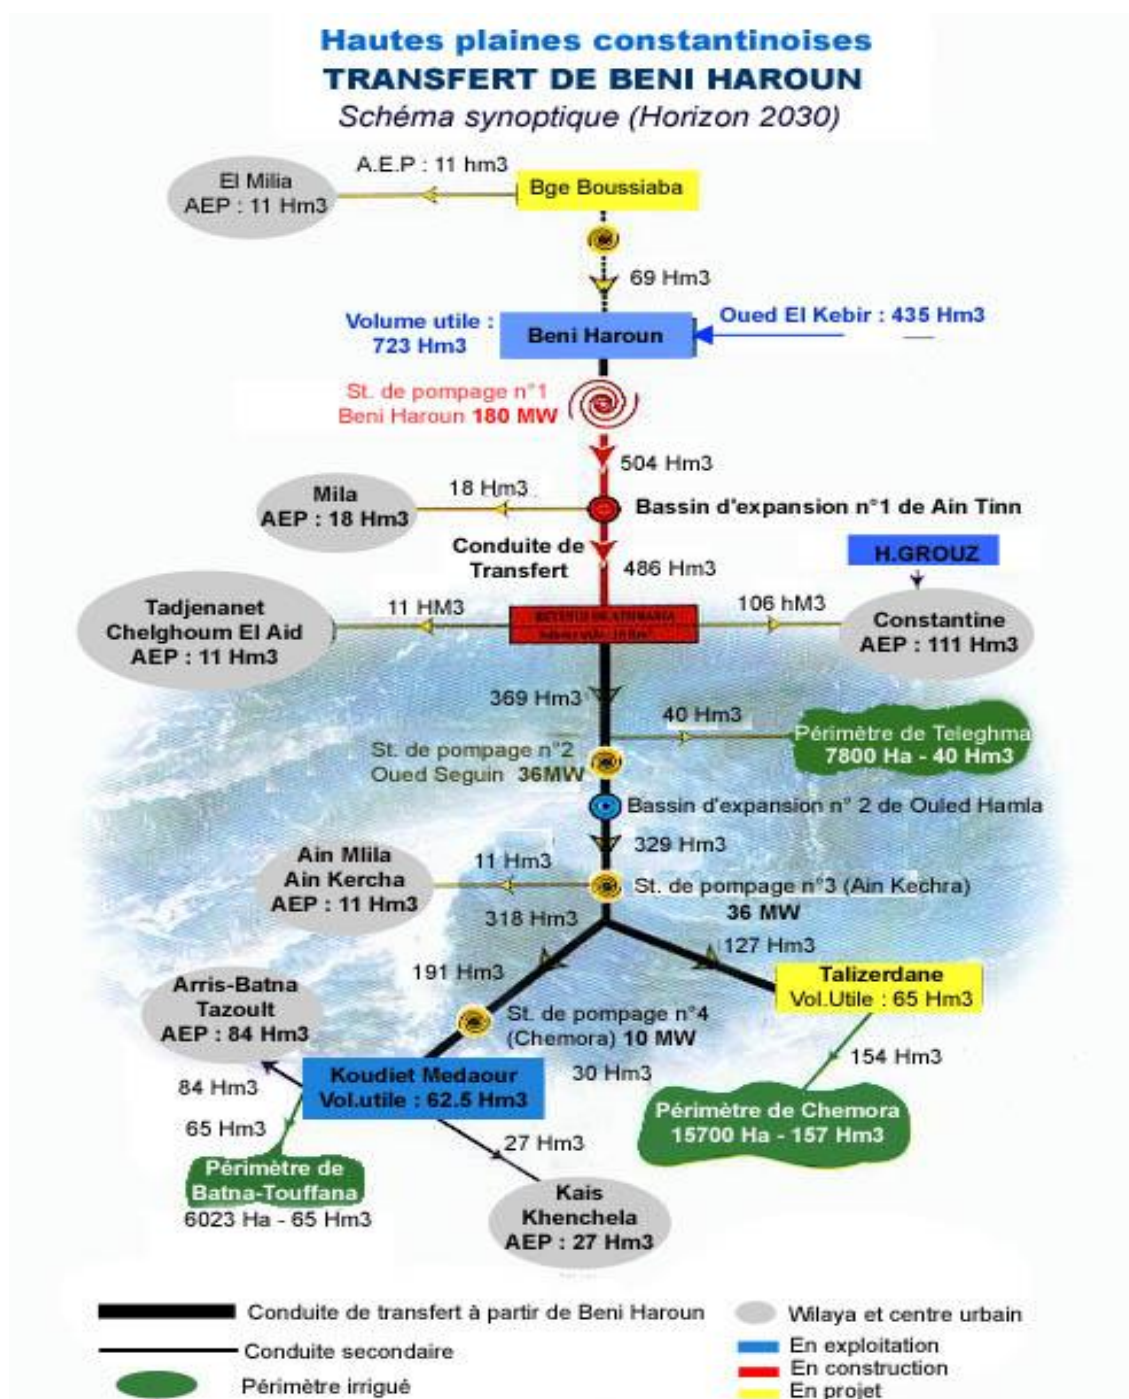 Hautes plaines constantinoises
TRANSFERT DE BENI HAROUN
Schéma synoptique (Horizon 2030)
A.E.P : 11 hm3
El Milia
AEP : 11 Hm3
Bge Boussiaba
69 Hm3
Volume utile :
723 Hm3
Beni Haroun
Oued El Kebir : 435 Hm3
St. de pompage n°1
Beni Haroun 180 MW
504 Hm3
Mila
AEP : 18 Hm3
18 Hm3
Bassin d'expansion n°1 de Ain Tinn
Conduite de
Transfert
486 Hm3
H.GROUZ
Tadjenanet
Chelghoum El Aid
AEP : 11 Hm3
11 HM3
106 hM3
Constantine
AEP : 111 Hm3
369 Hm3
40 Hm3
Périmètre de Teleghma
7800 Ha - 40 Hm3
St. de pompage n°2
Oued Seguin 36MW
Bassin d'expansion n° 2 de Ouled Hamla
329 Hm3
Ain Mlila
Ain Kercha
AEP : 11 Hm3
11 Hm3
St. de pompage n°3 (Ain Kechra)
36 MW
318 Hm3
127 Hm3
191 Hm3
Talizerdane
Vol.Utile : 65 Hm3
Arris-Batna
Tazoult
AEP : 84 Hm3
St. de pompage n°4
(Chemora) 10 MW
154 Hm3
84 Hm3
Koudiet Medaour
Vol.utile : 62.5 Hm3
30 Hm3
Périmètre de Chemora
15700 Ha - 157 Hm3
65 Hm3
27 Hm3
Périmètre de
Batna-Touffana
6023 Ha - 65 Hm3
Kais
Khenchela
AEP : 27 Hm3
Conduite de transfert à partir de Beni Haroun
Conduite secondaire
Périmètre irrigué
Wilaya et centre urbain
En exploitation
En construction
En projet